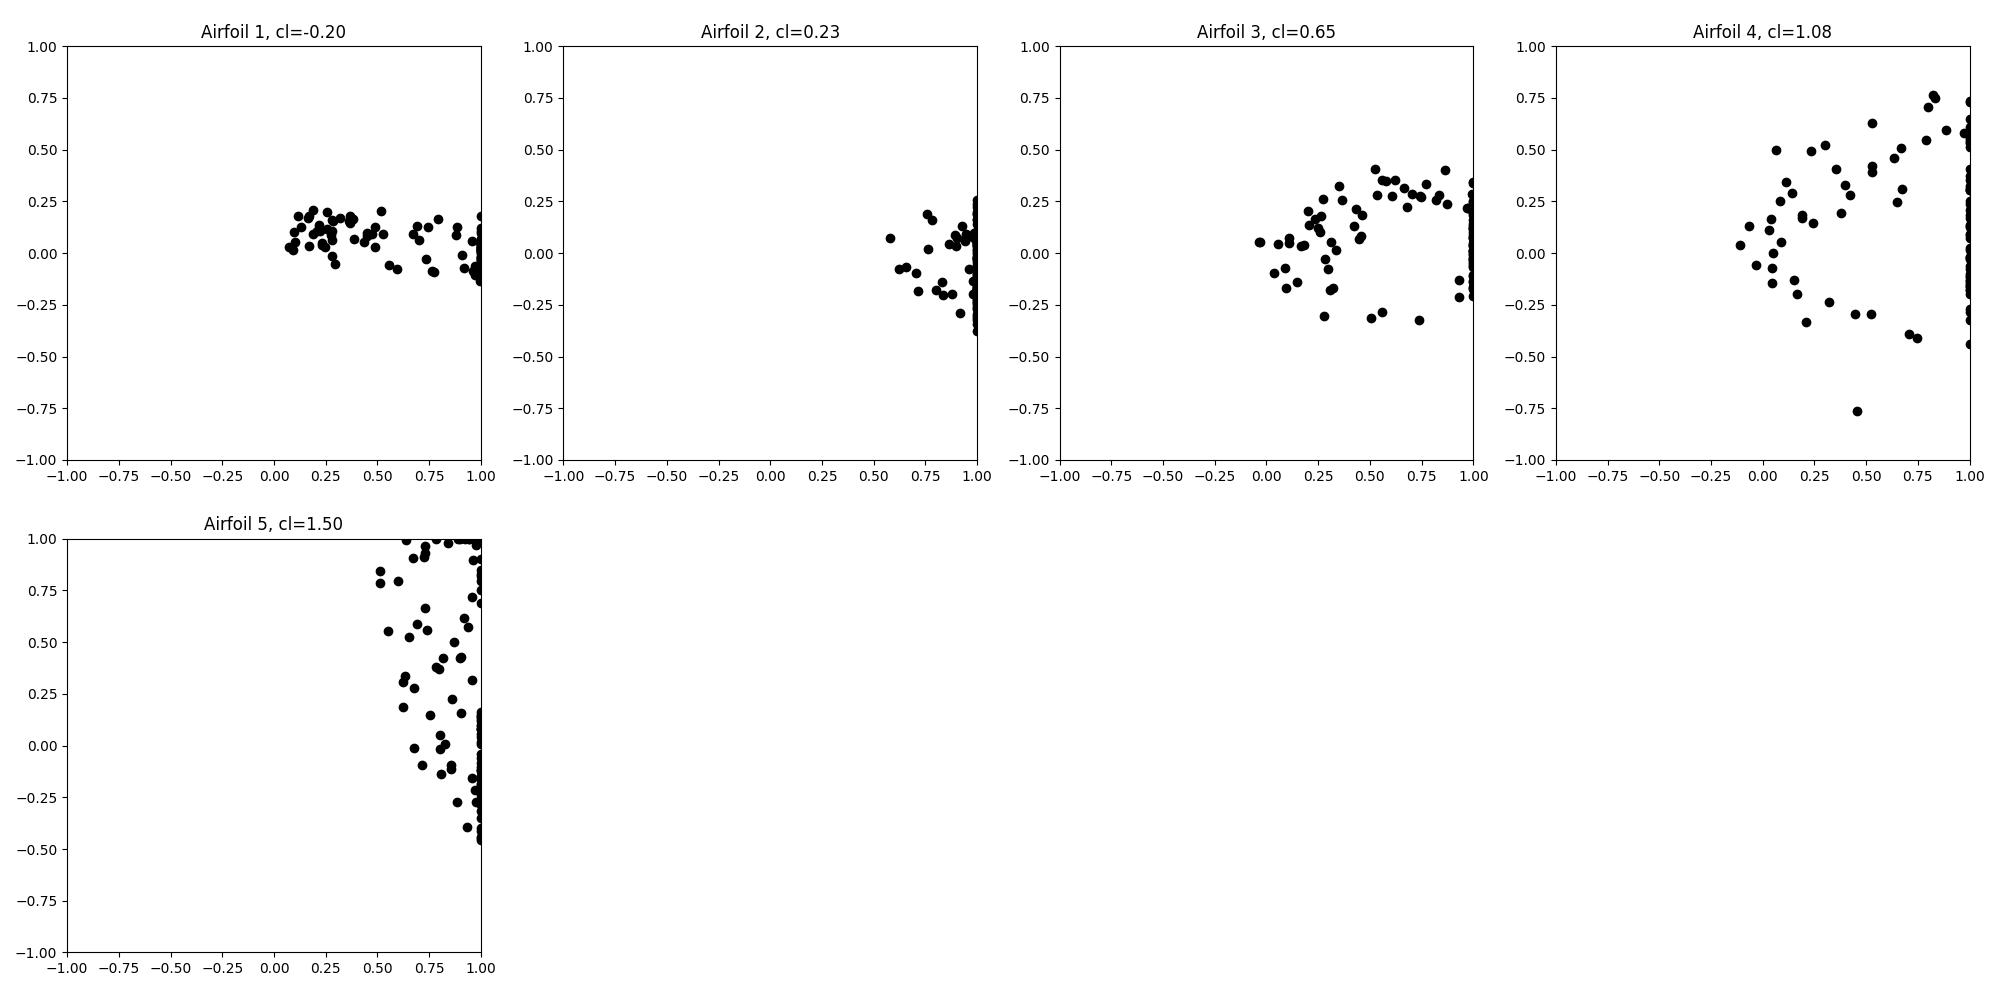 Airfoil 1, cl=-0.20
Airfoil 2, cl=0.23
Airfoil 3, cl=0.65
Airfoil 4, cl=1.08
1.00 1.00 1.00 1.00
0.75 0.75 0.75 0.75
0.50 0.50 0.50 0.50
0.25 0.25 0.25 0.25
0.00 0.00 0.00 0.00
−0.25 −0.25 −0.25 −0.25
−0.50 −0.50 −0.50 −0.50
−0.75 −0.75 −0.75 −0.75
−1.00 −1.00 −1.00 −1.00
−1.00 −0.75 −0.50 −0.25 0.00 0.25 0.50 0.75 1.00
−1.00 −0.75 −0.50 −0.25 0.00 0.25 0.50 0.75 1.00
−1.00 −0.75 −0.50 −0.25 0.00 0.25 0.50 0.75 1.00
−1.00 −0.75 −0.50 −0.25 0.00 0.25 0.50 0.75 1.00
Airfoil 5, cl=1.50
1.00
0.75
0.50
0.25
0.00
−0.25
−0.50
−0.75
−1.00
−1.00 −0.75 −0.50 −0.25 0.00 0.25 0.50 0.75 1.00